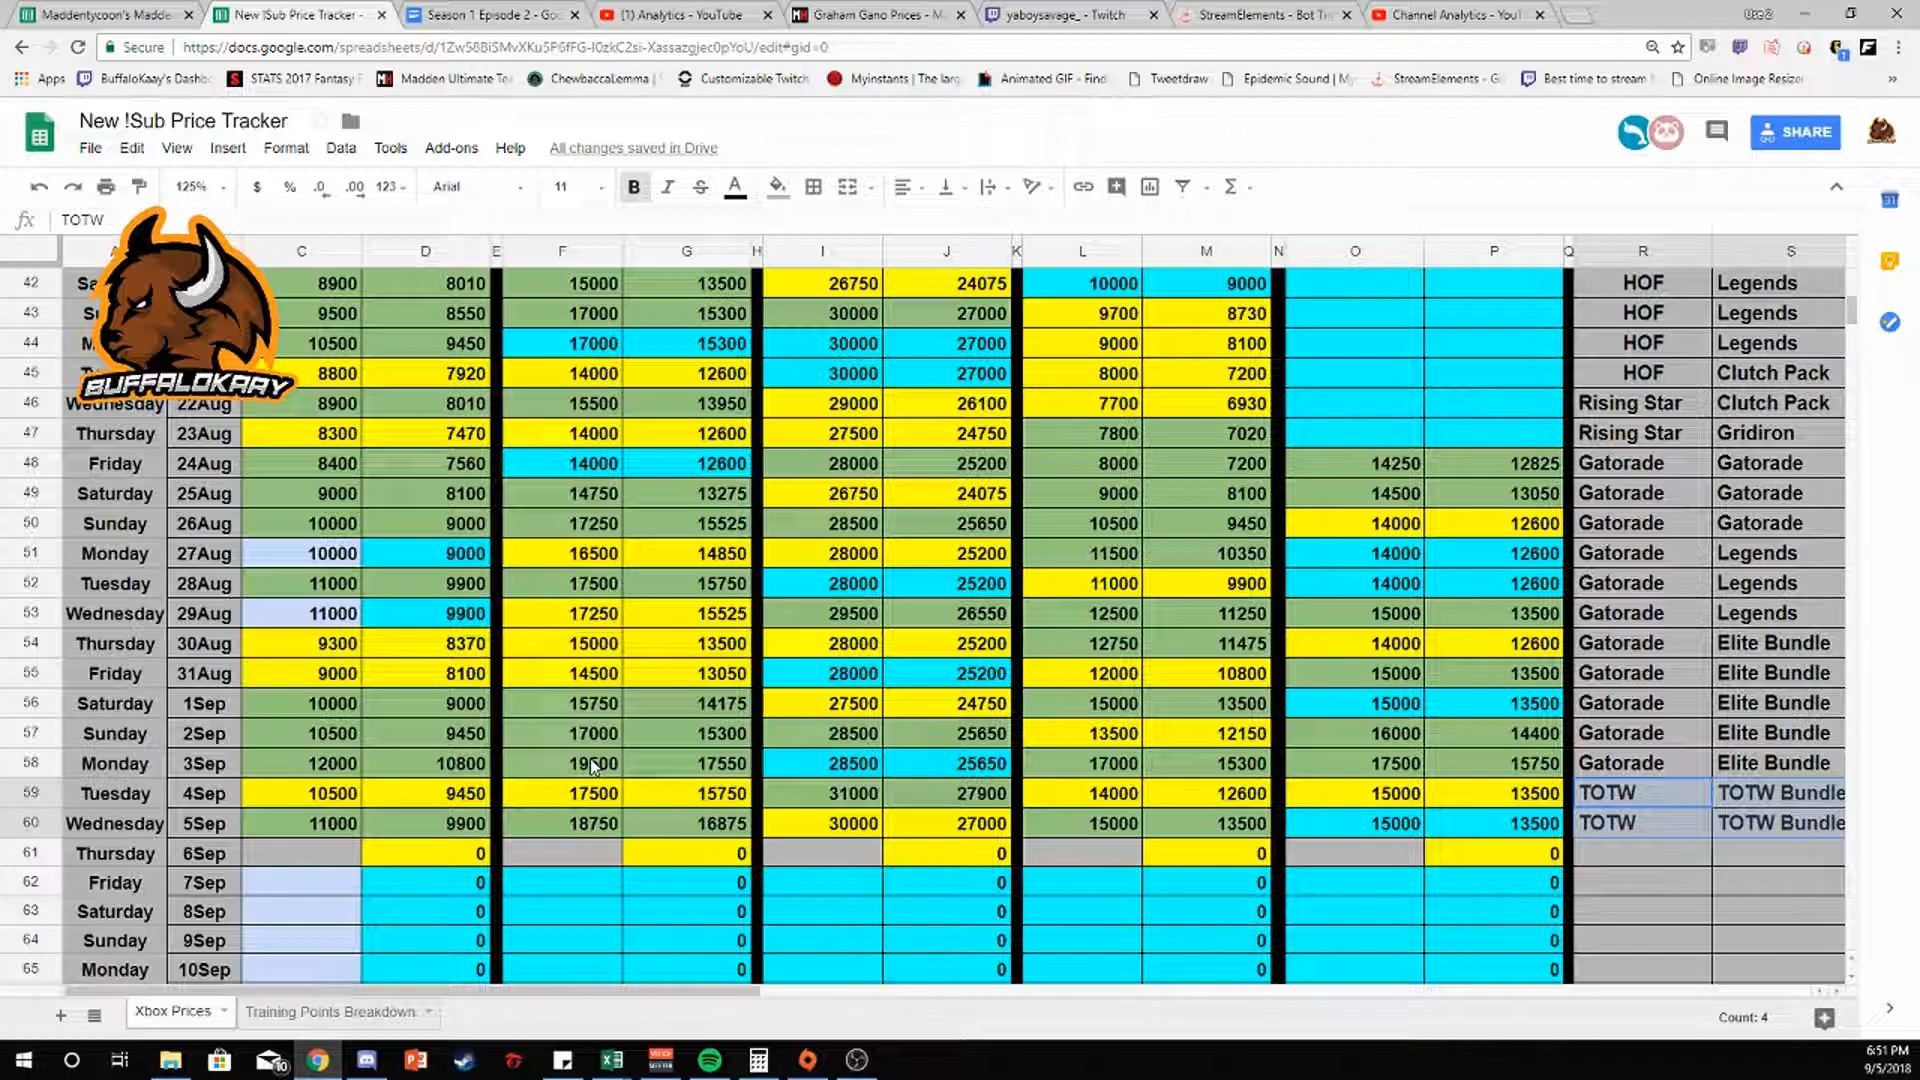 Maddentycoon's Madden
New !Sub Price Tracker -
Season 1 Episode 2 - Go
(1) Analytics - YouTube
Graham Gano Prices - M
yaboysavage_ - Twitch
StreamElements - Bot Ti
Channel Analytics - YouT
Secure
https://docs.google.com/spreadsheets/d/1Zw58BiSMvXKu5P6fFG-I0zkC2si-Xassazgjec0pYoU/edit#gid=0
Apps
BuffaloKaay's Dashb
STATS 2017 Fantasy
Madden Ultimate Te
ChewbaccaLemma |
Customizable Twitch
Myinstants | The larg
Animated GIF - Find
Tweetdraw
Epidemic Sound | My
StreamElements - G
Best time to stream
Online Image Resizer
New !Sub Price Tracker
SHARE
File Edit View Insert Format Data Tools Add-ons Help All changes saved in Drive
125% $ % .0 .00 123 Arial 11 B I S A Σ
fx TOTW
C D E F G H I J K L M N O P Q R S
42 Sa 8900 8010 15000 13500 26750 24075 10000 9000 HOF Legends
43 Su 9500 8550 17000 15300 30000 27000 9700 8730 HOF Legends
44 M 10500 9450 17000 15300 30000 27000 9000 8100 HOF Legends
45 8800 7920 14000 12600 30000 27000 8000 7200 HOF Clutch Pack
BUFFALOKAAY
46 Wednesday 22Aug 8900 8010 15500 13950 29000 26100 7700 6930 Rising Star Clutch Pack
47 Thursday 23Aug 8300 7470 14000 12600 27500 24750 7800 7020 Rising Star Gridiron
48 Friday 24Aug 8400 7560 14000 12600 28000 25200 8000 7200 14250 12825 Gatorade Gatorade
49 Saturday 25Aug 9000 8100 14750 13275 26750 24075 9000 8100 14500 13050 Gatorade Gatorade
50 Sunday 26Aug 10000 9000 17250 15525 28500 25650 10500 9450 14000 12600 Gatorade Gatorade
51 Monday 27Aug 10000 9000 16500 14850 28000 25200 11500 10350 14000 12600 Gatorade Legends
52 Tuesday 28Aug 11000 9900 17500 15750 28000 25200 11000 9900 14000 12600 Gatorade Legends
53 Wednesday 29Aug 11000 9900 17250 15525 29500 26550 12500 11250 15000 13500 Gatorade Legends
54 Thursday 30Aug 9300 8370 15000 13500 28000 25200 12750 11475 14000 12600 Gatorade Elite Bundle
55 Friday 31Aug 9000 8100 14500 13050 28000 25200 12000 10800 15000 13500 Gatorade Elite Bundle
56 Saturday 1Sep 10000 9000 15750 14175 27500 24750 15000 13500 15000 13500 Gatorade Elite Bundle
57 Sunday 2Sep 10500 9450 17000 15300 28500 25650 13500 12150 16000 14400 Gatorade Elite Bundle
58 Monday 3Sep 12000 10800 17550 28500 25650 17000 15300 17500 15750 Gatorade Elite Bundle
59 Tuesday 4Sep 10500 9450 17500 15750 31000 27900 14000 12600 15000 13500 TOTW TOTW Bundle
60 Wednesday 5Sep 11000 9900 18750 16875 30000 27000 15000 13500 15000 13500 TOTW TOTW Bundle
61 Thursday 6Sep 0 0 0 0 0
62 Friday 7Sep 0 0 0 0 0
63 Saturday 8Sep 0 0 0 0 0
64 Sunday 9Sep 0 0 0 0 0
65 Monday 10Sep 0 0 0 0 0
Xbox Prices
Training Points Breakdown
Count: 4
6:51 PM
9/5/2018